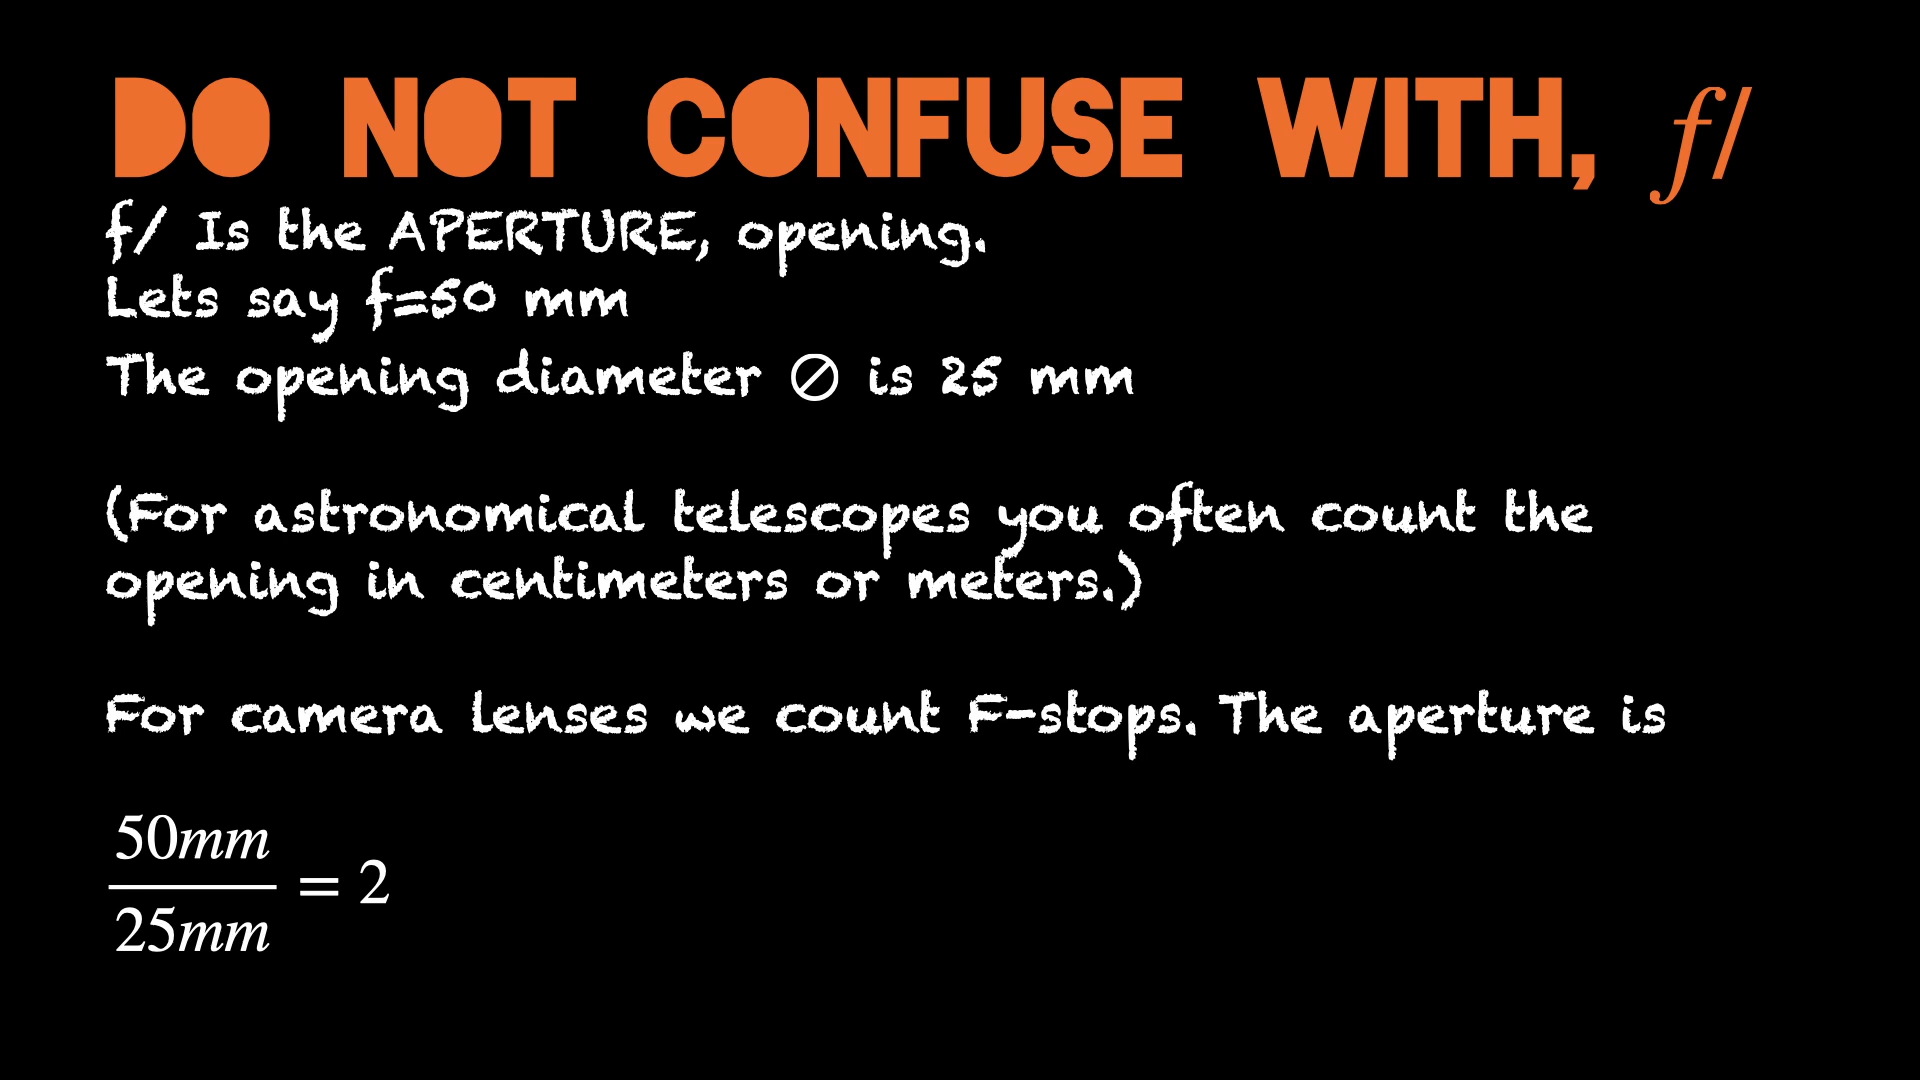 DO NOT CONFUSE WITH, f/
f/ Is the APERTURE, opening.
Lets say f=50 mm
The opening diameter ∅ is 25 mm
(For astronomical telescopes you often count the
opening in centimeters or meters.)
For camera lenses we count F-stops. The aperture is
50mm
25mm
= 2